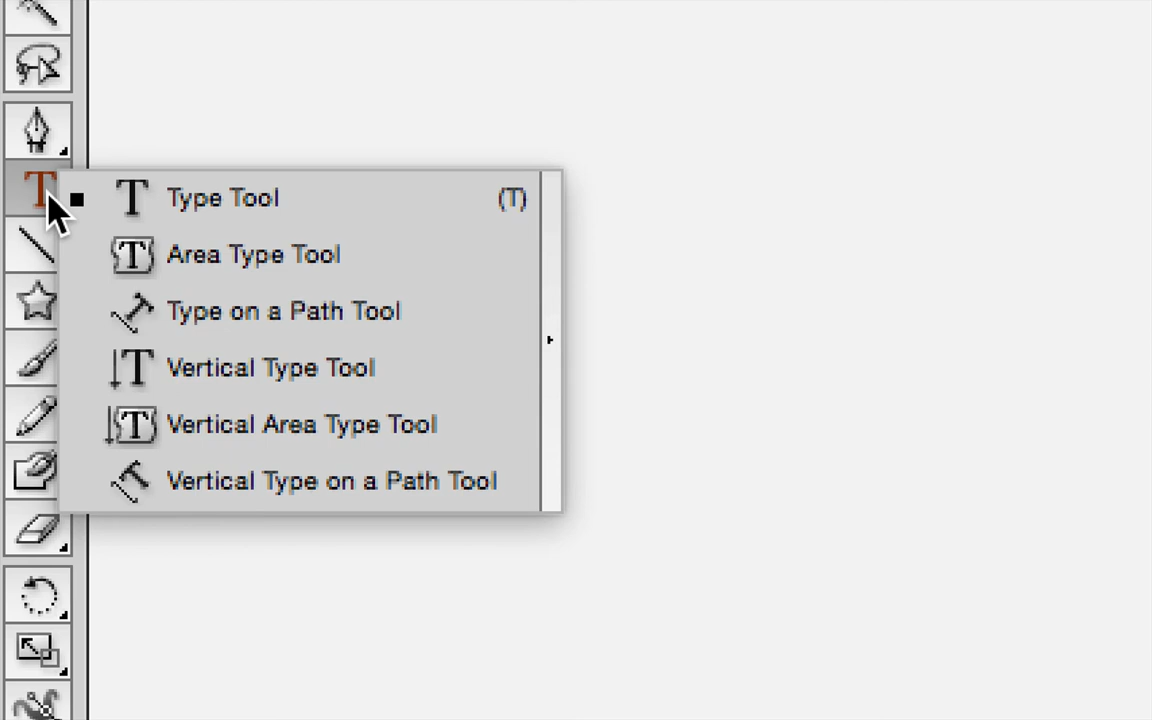 Type Tool (T)
Area Type Tool
Type on a Path Tool
Vertical Type Tool
Vertical Area Type Tool
Vertical Type on a Path Tool